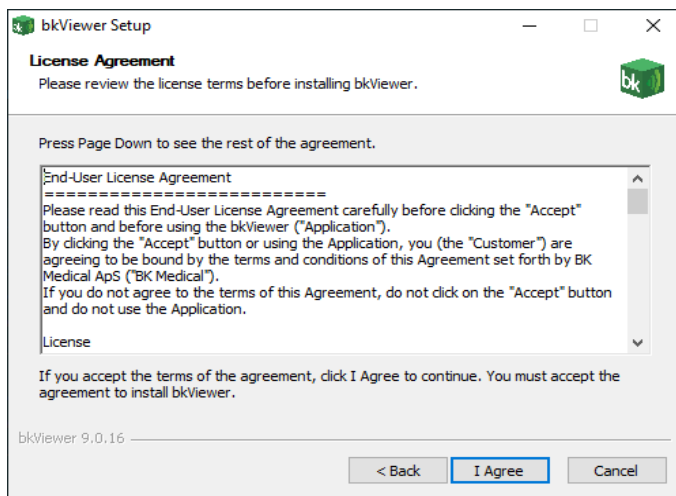 bkViewer Setup
License Agreement
Please review the license terms before installing bkViewer.
bk
Press Page Down to see the rest of the agreement.
End-User License Agreement
==========================
Please read this End-User License Agreement carefully before clicking the "Accept"
button and before using the bkViewer ("Application").
By clicking the "Accept" button or using the Application, you (the "Customer") are
agreeing to be bound by the terms and conditions of this Agreement set forth by BK
Medical ApS ("BK Medical").
If you do not agree to the terms of this Agreement, do not click on the "Accept" button
and do not use the Application.
License
If you accept the terms of the agreement, click I Agree to continue. You must accept the
agreement to install bkViewer.
bkViewer 9.0.16
< Back I Agree Cancel